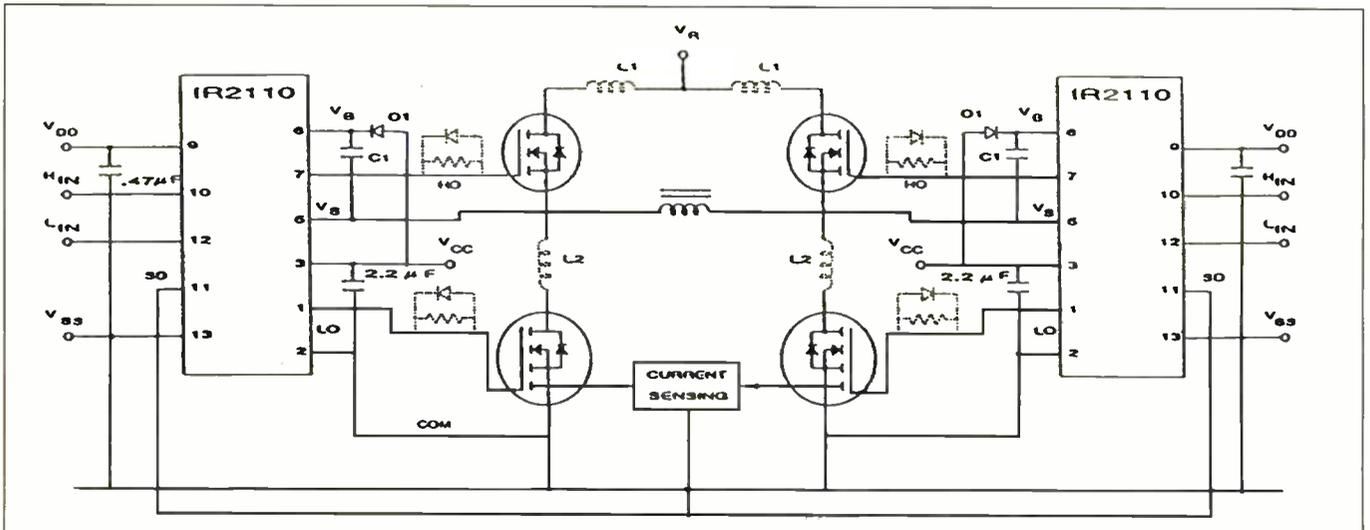 VR
L1 L1
IR2110 IR2110
VB D1 D1 VB
VDD 9 6 6 9 VDD
C1 C1
.47μF
HIN 10 7 HO HO 7 10 HIN
VS 5 VS 5
LIN 12 12 LIN
VCC VCC
L2 L2
SD 11 3 2.2 μF 2.2 μF 3 11 SD
1 1
VSS 13 LO LO 13 VSS
2 2
CURRENT
SENSING
COM